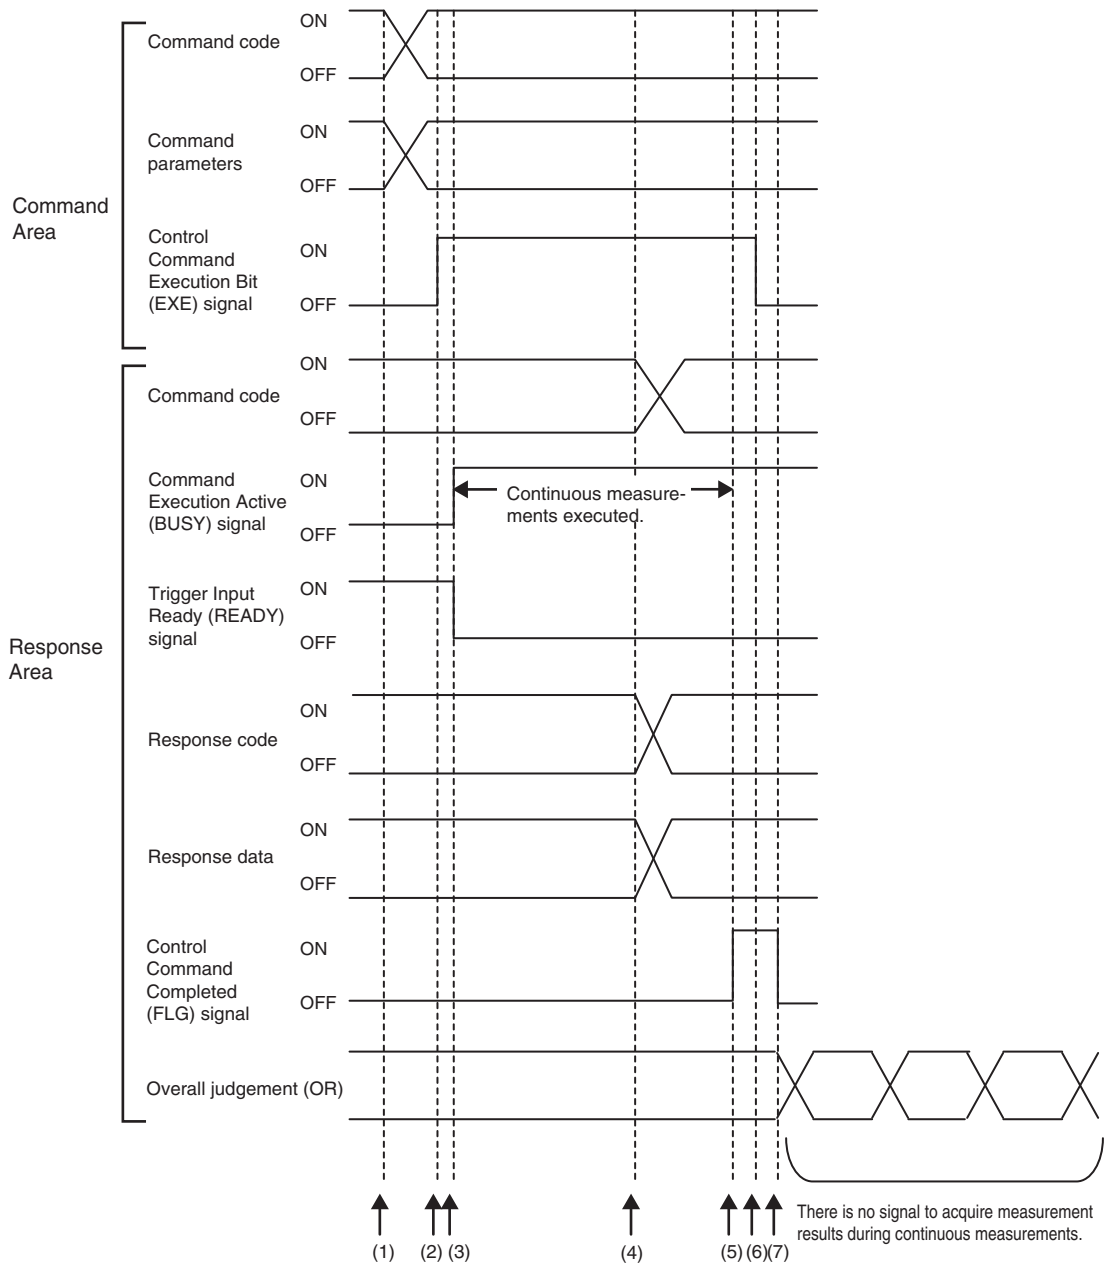 ON
Command code
OFF
ON
Command
parameters
OFF
Command
Area
Control
Command
Execution Bit
(EXE) signal
ON
OFF
ON
Command code
OFF
Command
Execution Active
(BUSY) signal
ON
OFF
Continuous measure-
ments executed.
Trigger Input
Ready (READY)
signal
ON
OFF
Response
Area
ON
Response code
OFF
ON
Response data
OFF
Control
Command
Completed
(FLG) signal
ON
OFF
Overall judgement (OR)
There is no signal to acquire measurement
results during continuous measurements.
(1) (2) (3) (4) (5) (6) (7)